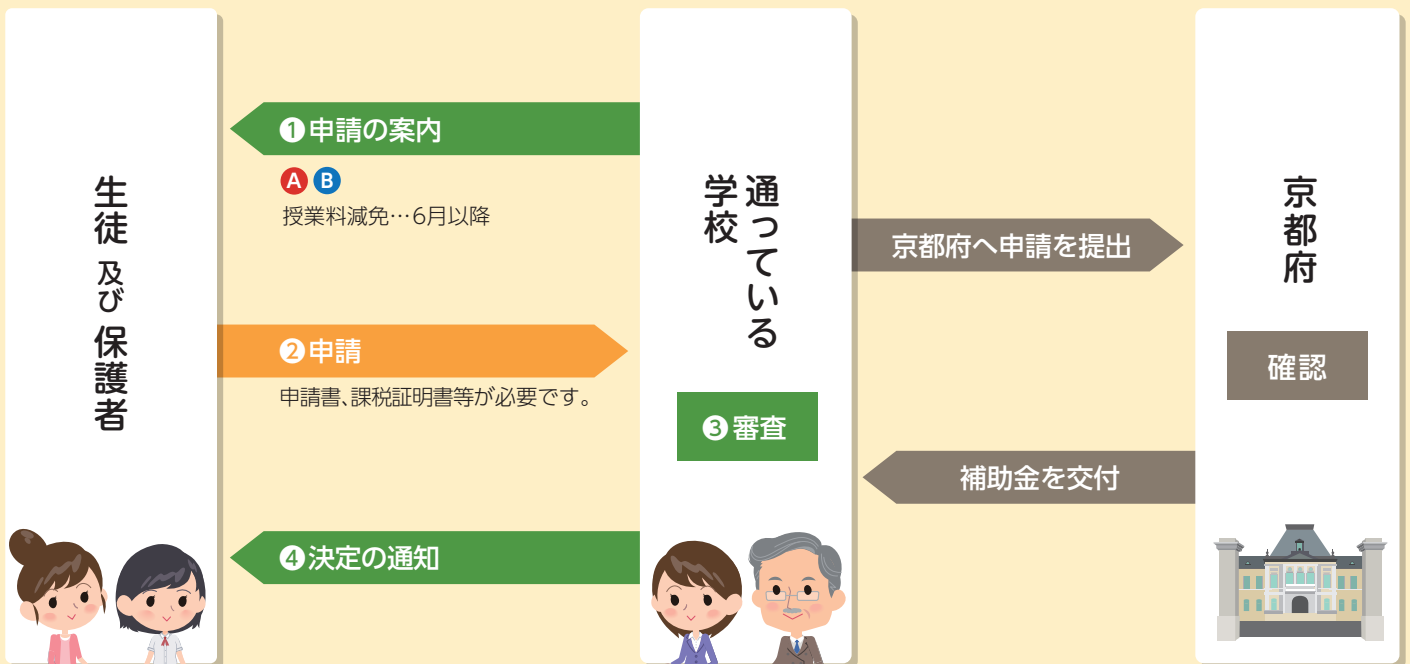 生徒及び保護者
❶申請の案内
A B
授業料減免…6月以降
❷申請
申請書、課税証明書等が必要です。
❹決定の通知
通っている
学校
❸審査
京都府へ申請を提出
補助金を交付
京都府
確認